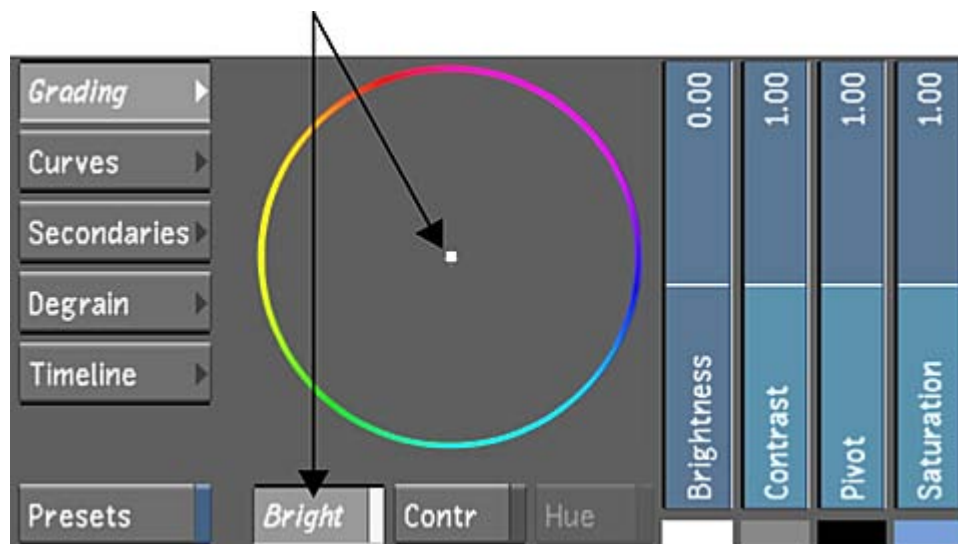 Grading
Curves
Secondaries
Degrain
Timeline
Presets
Bright
Contr
Hue
Brightness 0.00
Contrast 1.00
Pivot 1.00
Saturation 1.00